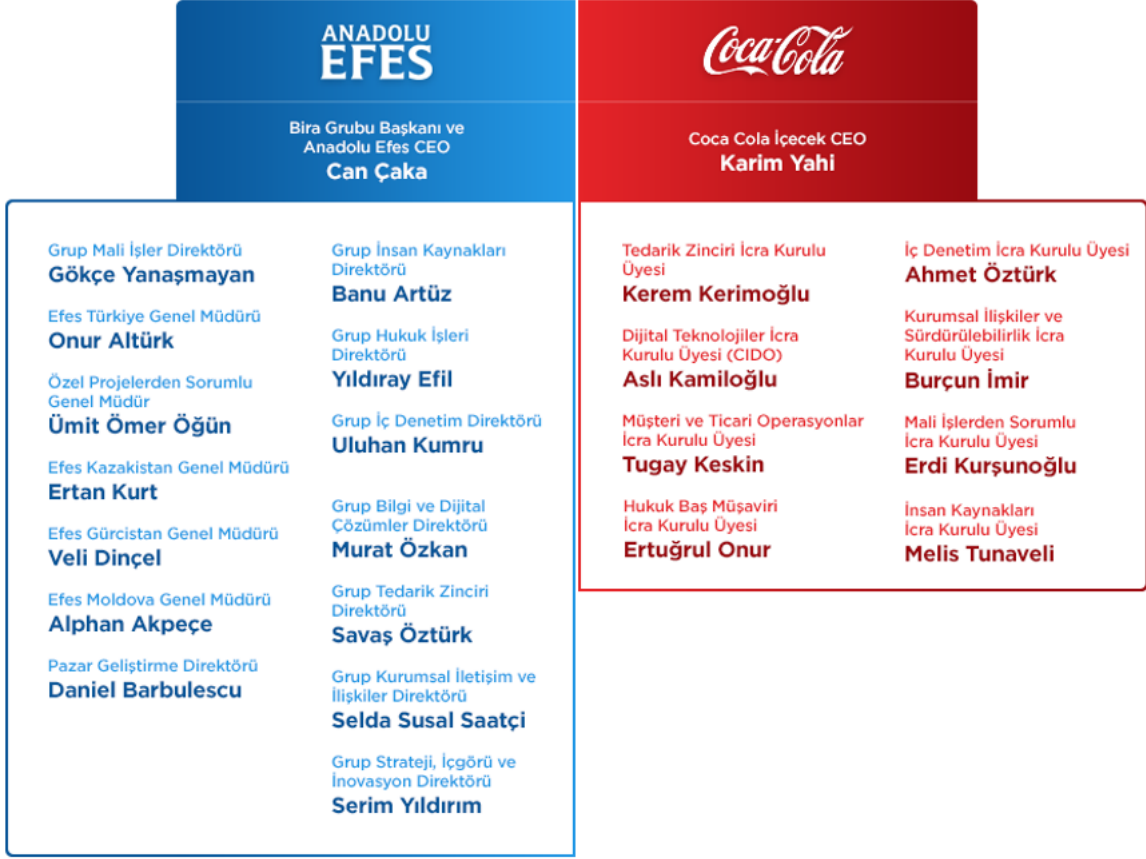 ANADOLU
EFES
Bira Grubu Başkanı ve
Anadolu Efes CEO
Can Çaka
Grup Mali İşler Direktörü
Gökçe Yanaşmayan
Efes Türkiye Genel Müdürü
Onur Altürk
Özel Projelerden Sorumlu
Genel Müdür
Ümit Ömer Öğün
Efes Kazakistan Genel Müdürü
Ertan Kurt
Efes Gürcistan Genel Müdürü
Veli Dinçel
Efes Moldova Genel Müdürü
Alphan Akpeçe
Pazar Geliştirme Direktörü
Daniel Barbulescu
Grup İnsan Kaynakları
Direktörü
Banu Artüz
Grup Hukuk İşleri
Direktörü
Yıldıray Efil
Grup İç Denetim Direktörü
Uluhan Kumru
Grup Bilgi ve Dijital
Çözümler Direktörü
Murat Özkan
Grup Tedarik Zinciri
Direktörü
Savaş Öztürk
Grup Kurumsal İletişim ve
İlişkiler Direktörü
Selda Susal Saatçi
Grup Strateji, İçgörü ve
İnovasyon Direktörü
Serim Yıldırım
Coca-Cola
Coca Cola İçecek CEO
Karim Yahi
Tedarik Zinciri İcra Kurulu
Üyesi
Kerem Kerimoğlu
Dijital Teknolojiler İcra
Kurulu Üyesi (CIDO)
Aslı Kamiloğlu
Müşteri ve Ticari Operasyonlar
İcra Kurulu Üyesi
Tugay Keskin
Hukuk Baş Müşaviri
İcra Kurulu Üyesi
Ertuğrul Onur
İç Denetim İcra Kurulu Üyesi
Ahmet Öztürk
Kurumsal İlişkiler ve
Sürdürülebilirlik İcra
Kurulu Üyesi
Burçun İmir
Mali İşlerden Sorumlu
İcra Kurulu Üyesi
Erdi Kurşunoğlu
İnsan Kaynakları
İcra Kurulu Üyesi
Melis Tunaveli